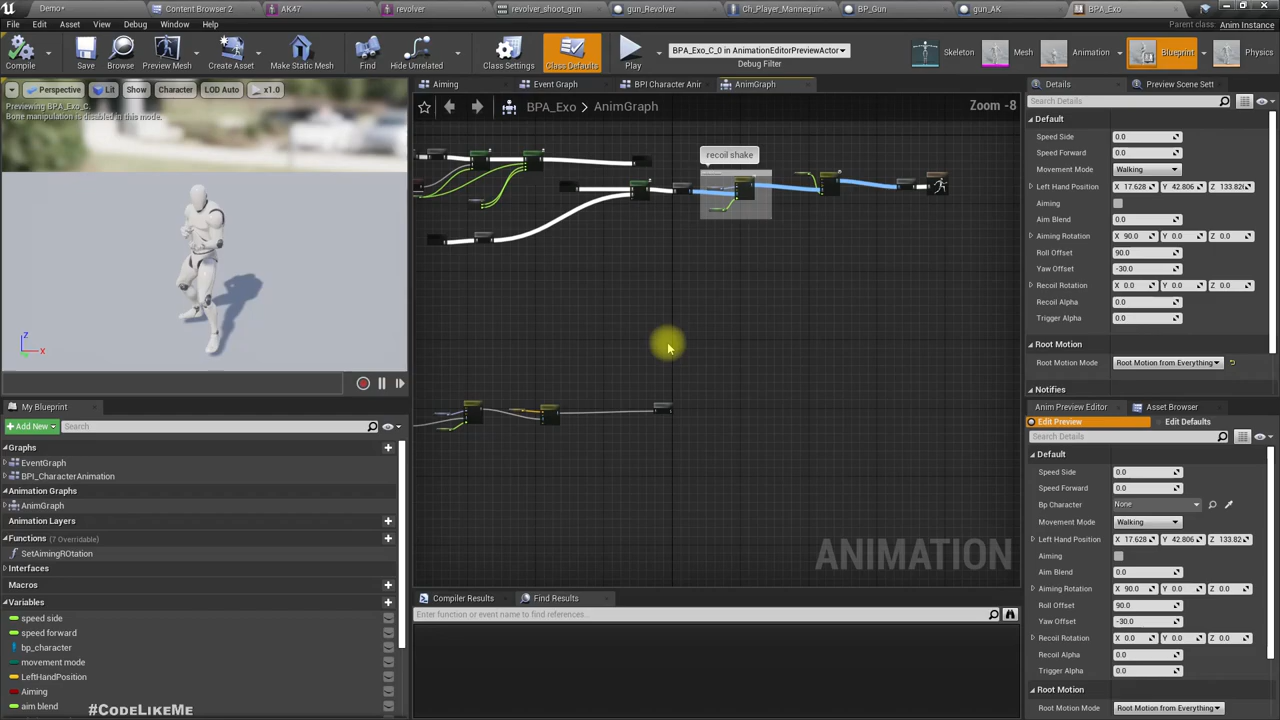 Demo*
Content Browser 2
AK47
revolver
revolver_shoot_gun
gun_Revolver
Ch_Player_Mannequin*
BP_Gun
gun_AK
BPA_Exo
File Edit Asset View Debug Window Help
Parent class: Anim Instance
Compile
Save
Browse
Preview Mesh
Create Asset
Make Static Mesh
Find
Hide Unrelated
Class Settings
Class Defaults
Play
BPA_Exo_C_0 in AnimationEditorPreviewActor
Debug Filter
Skeleton
Mesh
Animation
Blueprint
Physics
Perspective
Lit
Show
Character
LOD Auto
x1.0
Previewing BPA_Exo_C.
Bone manipulation is disabled in this mode.
Z
X
Aiming
Event Graph
BPI Character Anir
AnimGraph
BPA_Exo > AnimGraph
Zoom -8
recoil shake
ANIMATION
Compiler Results
Find Results
Enter function or event name to find references...
My Blueprint
+Add New
Search
Graphs
EventGraph
BPI_CharacterAnimation
Animation Graphs
AnimGraph
Animation Layers
Functions (7 Overridable)
SetAimingROtation
Interfaces
Macros
Variables
speed side
speed forward
bp_character
movement mode
LeftHandPosition
Aiming
aim blend
#CodeLikeMe
Details
Preview Scene Sett
Search Details
Default
Speed Side 0.0
Speed Forward 0.0
Movement Mode Walking
Left Hand Position X 17.628 Y 42.806 Z 133.826
Aiming
Aim Blend 0.0
Aiming Rotation X 90.0 Y 0.0 Z 0.0
Roll Offset 90.0
Yaw Offset -30.0
Recoil Rotation X 0.0 Y 0.0 Z 0.0
Recoil Alpha 0.0
Trigger Alpha 0.0
Root Motion
Root Motion Mode Root Motion from Everything
Notifies
Anim Preview Editor
Asset Browser
Edit Preview
Edit Defaults
Search Details
Default
Speed Side 0.0
Speed Forward 0.0
Bp Character None
Movement Mode Walking
Left Hand Position X 17.628 Y 42.806 Z 133.82
Aiming
Aim Blend 0.0
Aiming Rotation X 90.0 Y 0.0 Z 0.0
Roll Offset 90.0
Yaw Offset -30.0
Recoil Rotation X 0.0 Y 0.0 Z 0.0
Recoil Alpha 0.0
Trigger Alpha 0.0
Root Motion
Root Motion Mode Root Motion from Everything